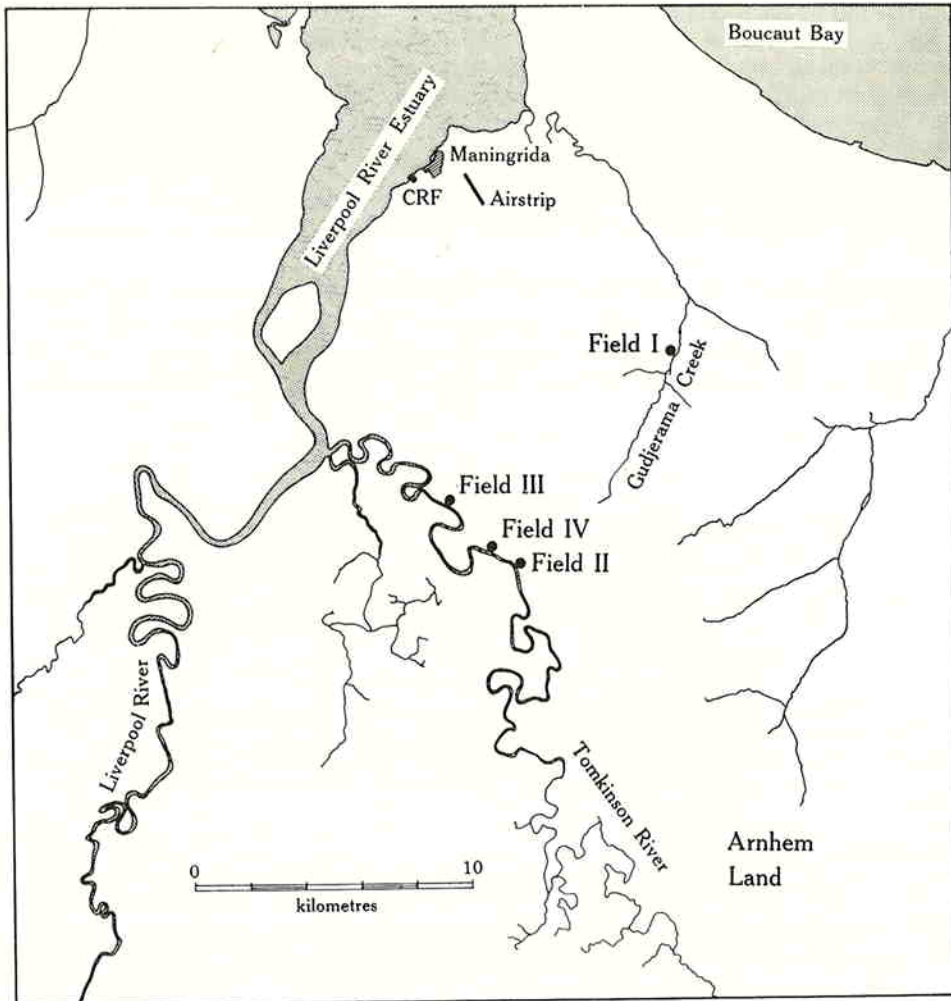 Boucaut Bay
Liverpool River Estuary
Maningrida
CRF
Airstrip
Field I
Gudjerama Creek
Field III
Field IV
Field II
Liverpool River
Tomkinson River
Arnhem
Land
0 10
kilometres